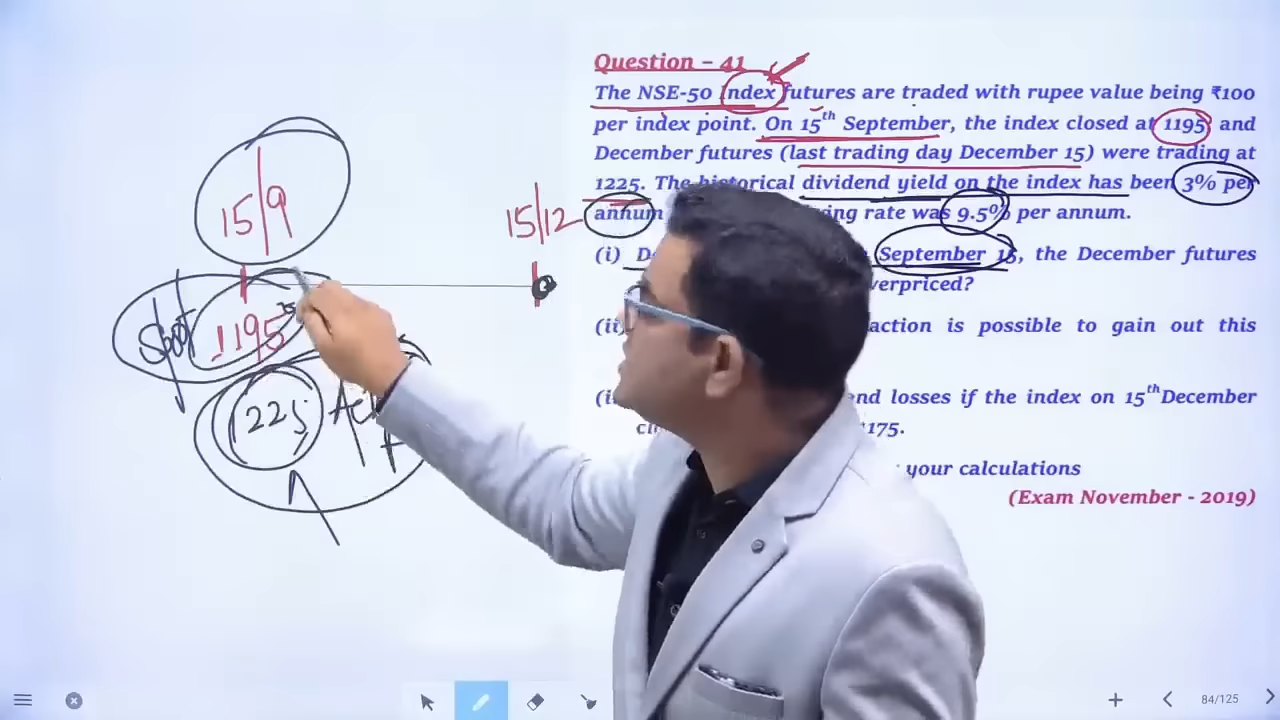 Question – 41
The NSE-50 Index futures are traded with rupee value being ₹100
per index point. On 15th September, the index closed at 1195, and
December futures (last trading day December 15) were trading at
1225. The historical dividend yield on the index has been 3% per
annum rate was 9.5% per annum.
(i) September 15, the December futures
overpriced?
(ii) is possible to gain out this
and losses if the index on 15th December
1175.
your calculations
(Exam November - 2019)
15/9
15/12
Spot 1195
1225
84/125